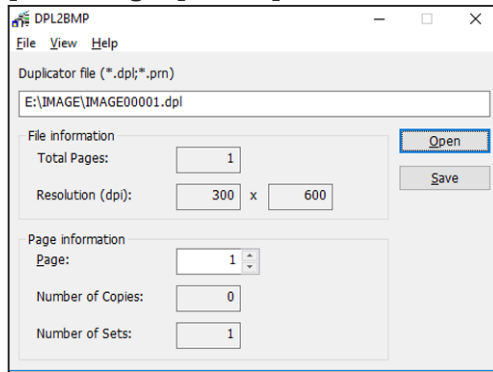 DPL2BMP
File View Help
Duplicator file (*.dpl;*.prn)
E:\IMAGE\IMAGE00001.dpl
File information
Open
Total Pages: 1
Save
Resolution (dpi): 300 x 600
Page information
Page: 1
Number of Copies: 0
Number of Sets: 1